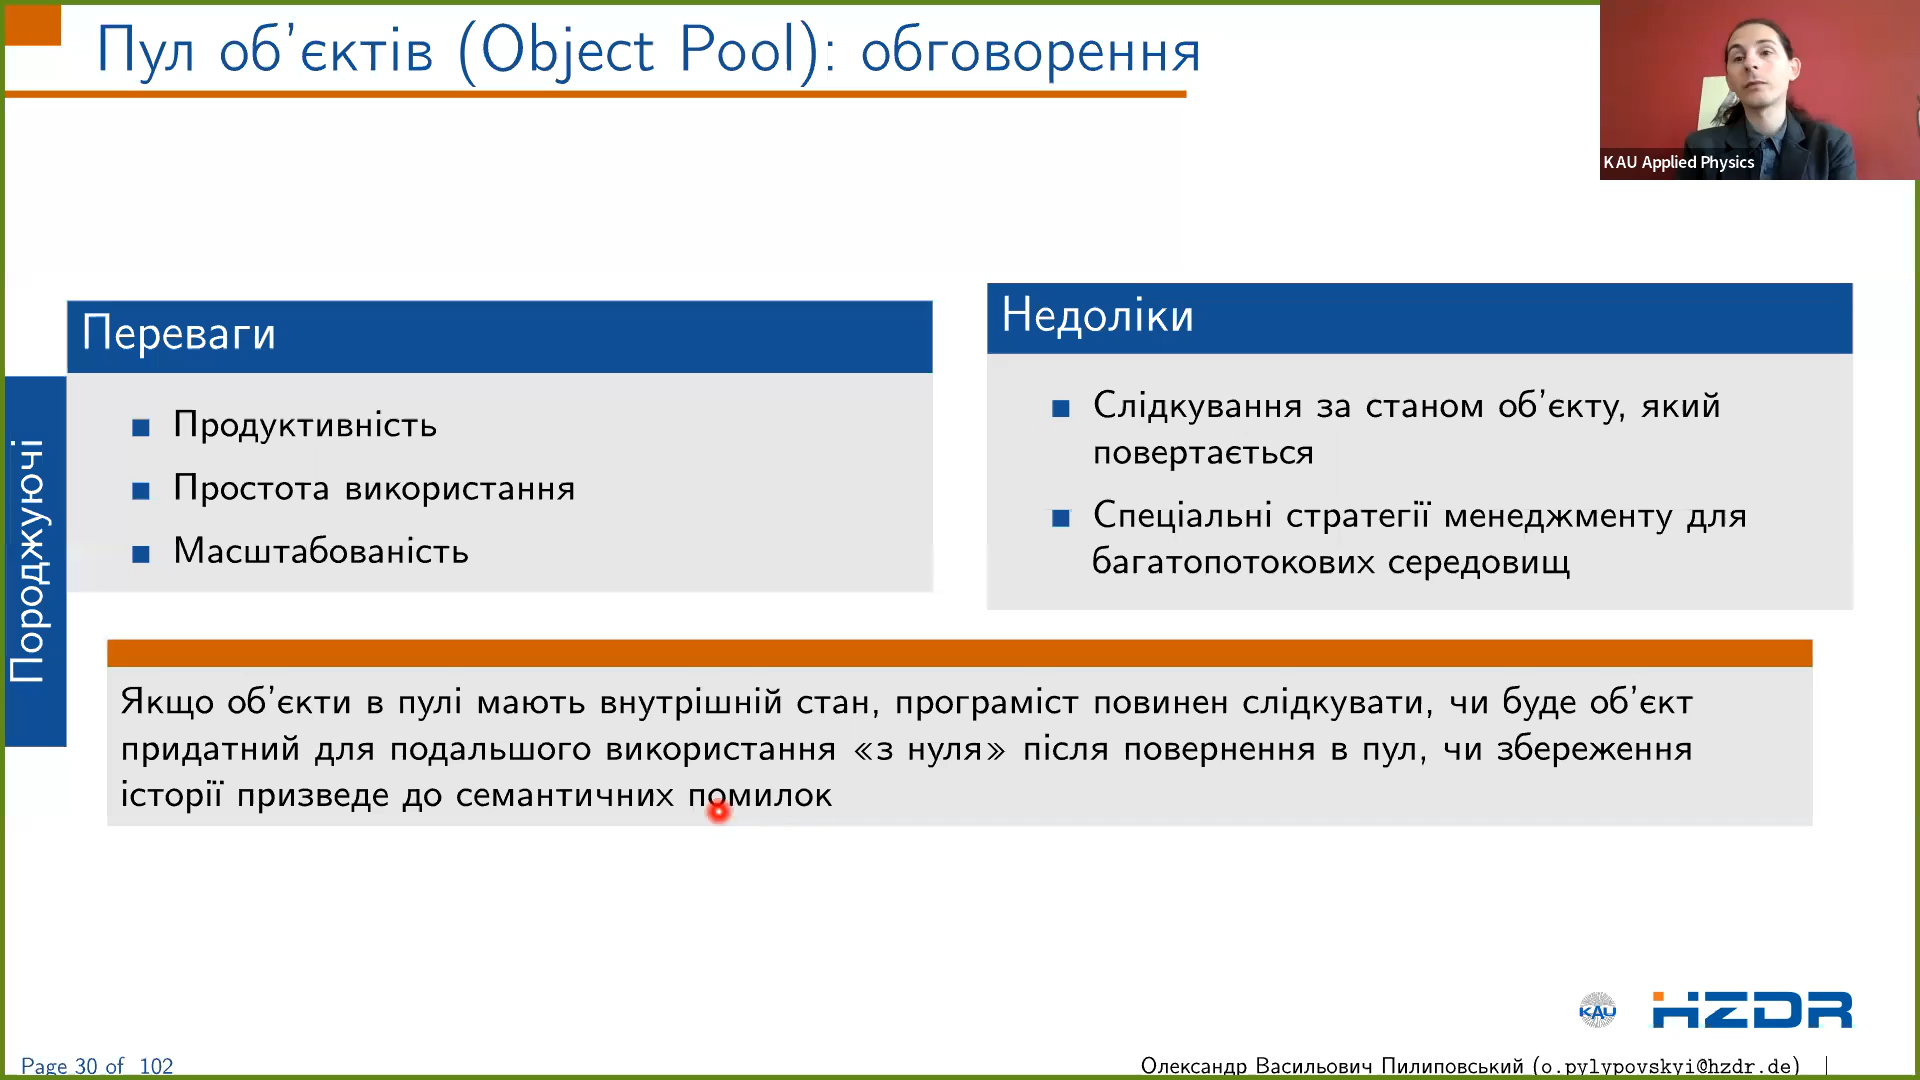 Пул об’єктів (Object Pool): обговорення
KAU Applied Physics
Породжуючі
Переваги
Продуктивність
Простота використання
Масштабованість
Недоліки
Слідкування за станом об’єкту, який
повертається
Спеціальні стратегії менеджменту для
багатопотокових середовищ
Якщо об’єкти в пулі мають внутрішній стан, програміст повинен слідкувати, чи буде об’єкт
придатний для подальшого використання «з нуля» після повернення в пул, чи збереження
історії призведе до семантичних помилок
KAU
HZDR
Page 30 of 102
Олександр Васильович Пилиповський (o.pylypovskyi@hzdr.de) |